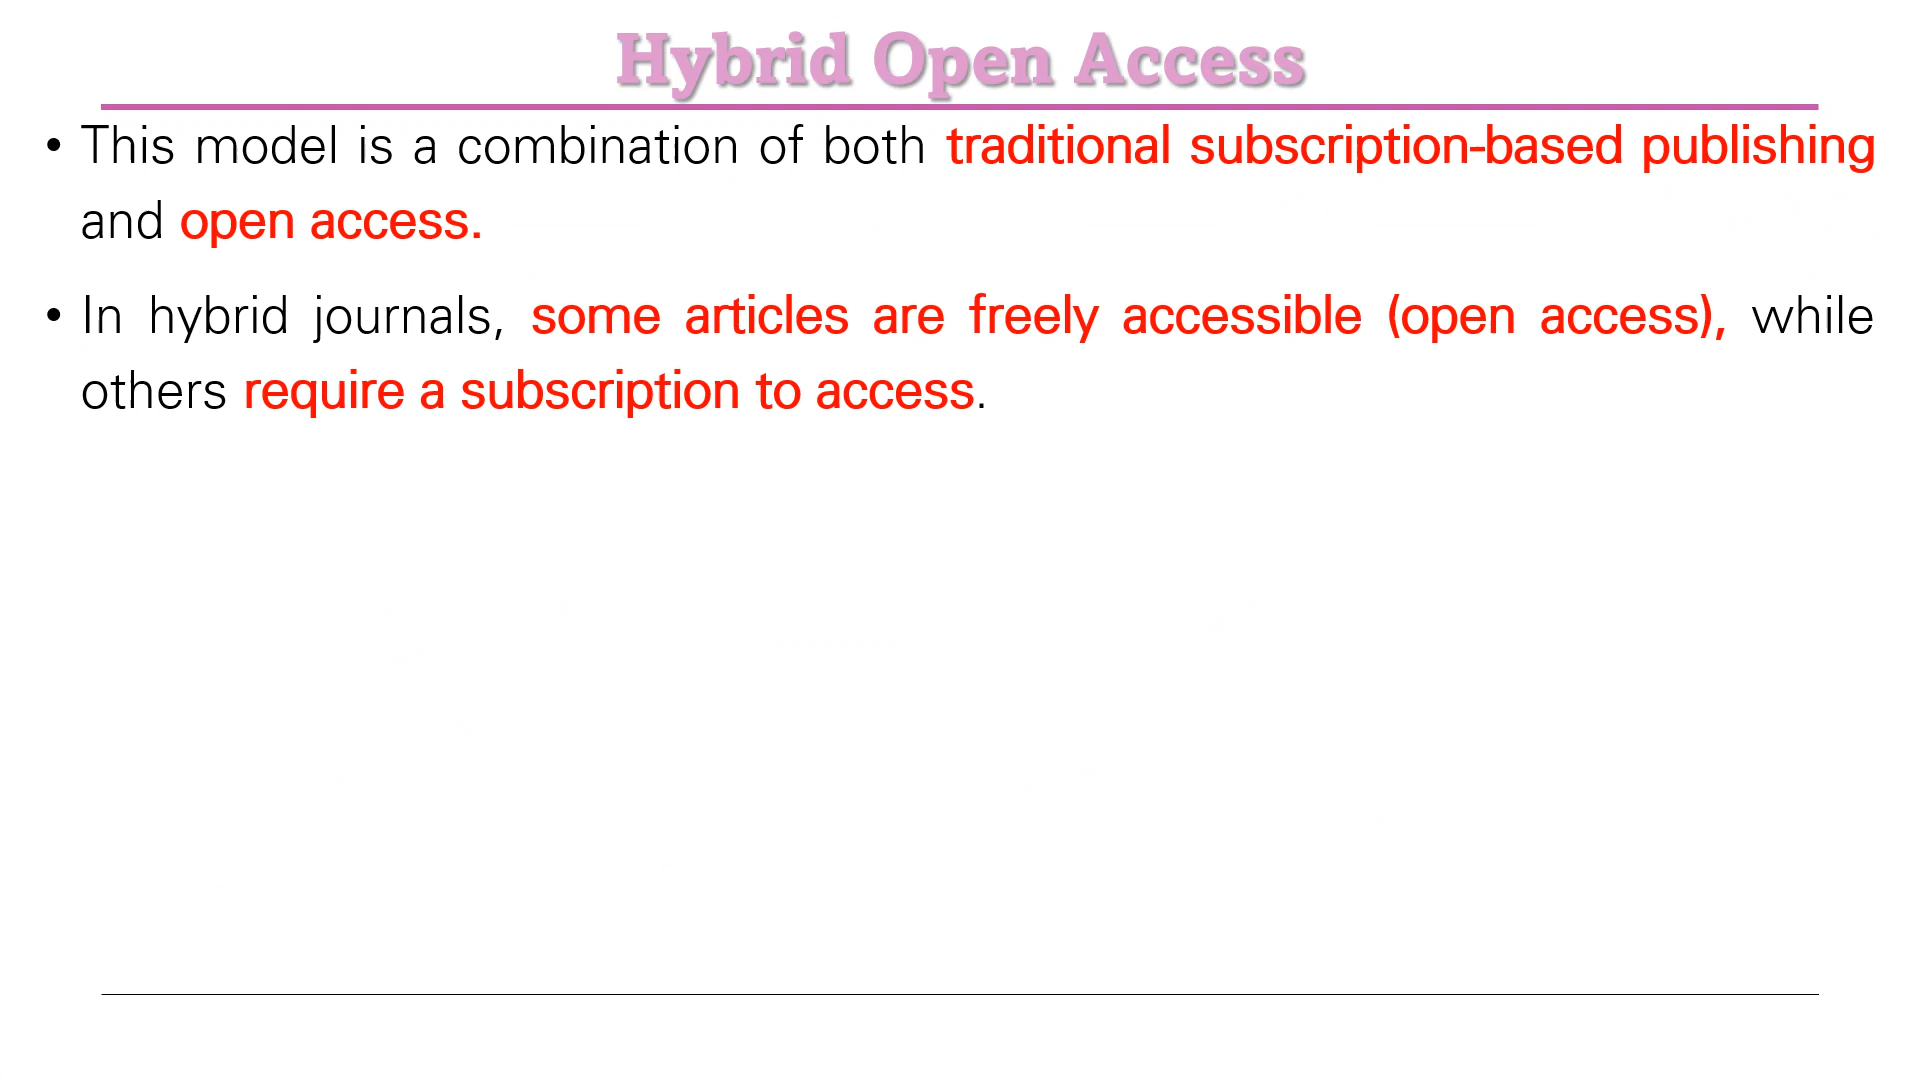 Hybrid Open Access
• This model is a combination of both traditional subscription-based publishing
and open access.
• In hybrid journals, some articles are freely accessible (open access), while
others require a subscription to access.